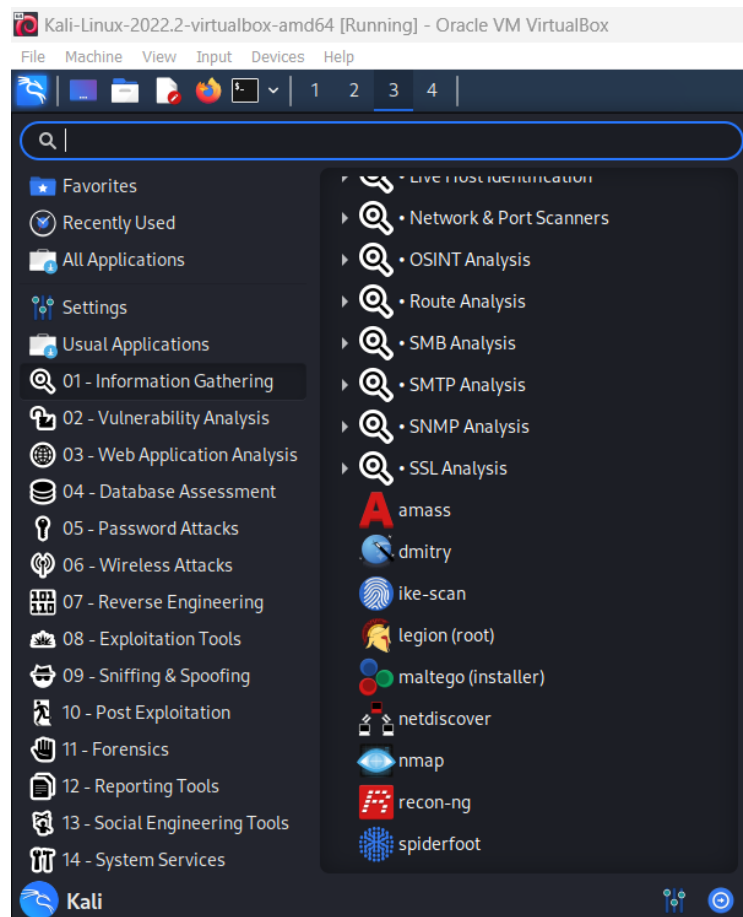 Kali-Linux-2022.2-virtualbox-amd64 [Running] - Oracle VM VirtualBox
File Machine View Input Devices Help
1 2 3 4
Favorites
Recently Used
All Applications
Settings
Usual Applications
01 - Information Gathering
02 - Vulnerability Analysis
03 - Web Application Analysis
04 - Database Assessment
05 - Password Attacks
06 - Wireless Attacks
07 - Reverse Engineering
08 - Exploitation Tools
09 - Sniffing & Spoofing
10 - Post Exploitation
11 - Forensics
12 - Reporting Tools
13 - Social Engineering Tools
14 - System Services
• Live Host Identification
• Network & Port Scanners
• OSINT Analysis
• Route Analysis
• SMB Analysis
• SMTP Analysis
• SNMP Analysis
• SSL Analysis
amass
dmitry
ike-scan
legion (root)
maltego (installer)
netdiscover
nmap
recon-ng
spiderfoot
Kali